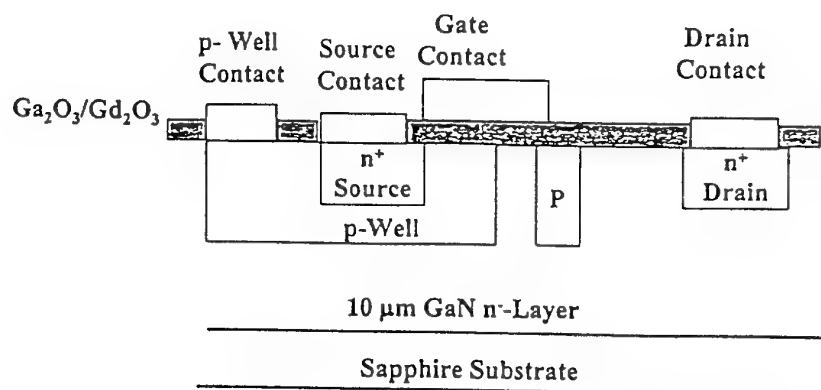 p- Well
Contact
Source
Contact
Gate
Contact
Drain
Contact
Ga₂O₃/Gd₂O₃
n⁺
Source
p-Well
P
n⁺
Drain
10 μm GaN n⁻-Layer
Sapphire Substrate